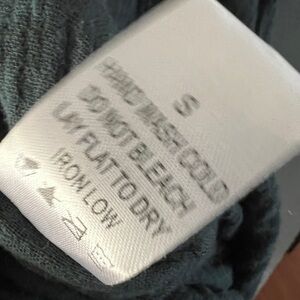 S
HAND WASH COLD
DO NOT BLEACH
LAY FLAT TO DRY
IRON LOW